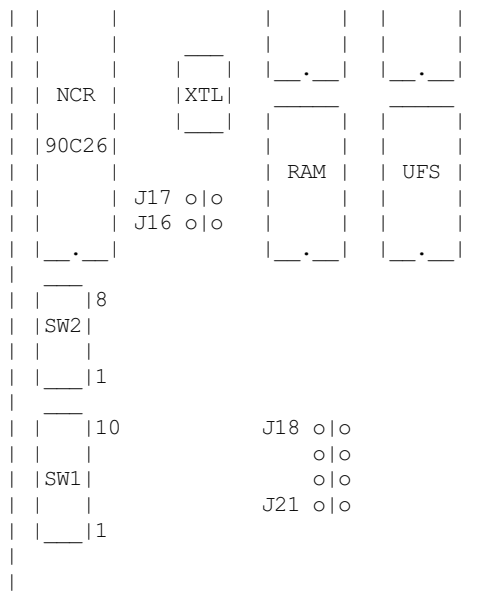 NCR XTL
90C26
RAM UFS
J17 o|o
J16 o|o
8
SW2
1
10 J18 o|o
o|o
SW1 o|o
J21 o|o
1